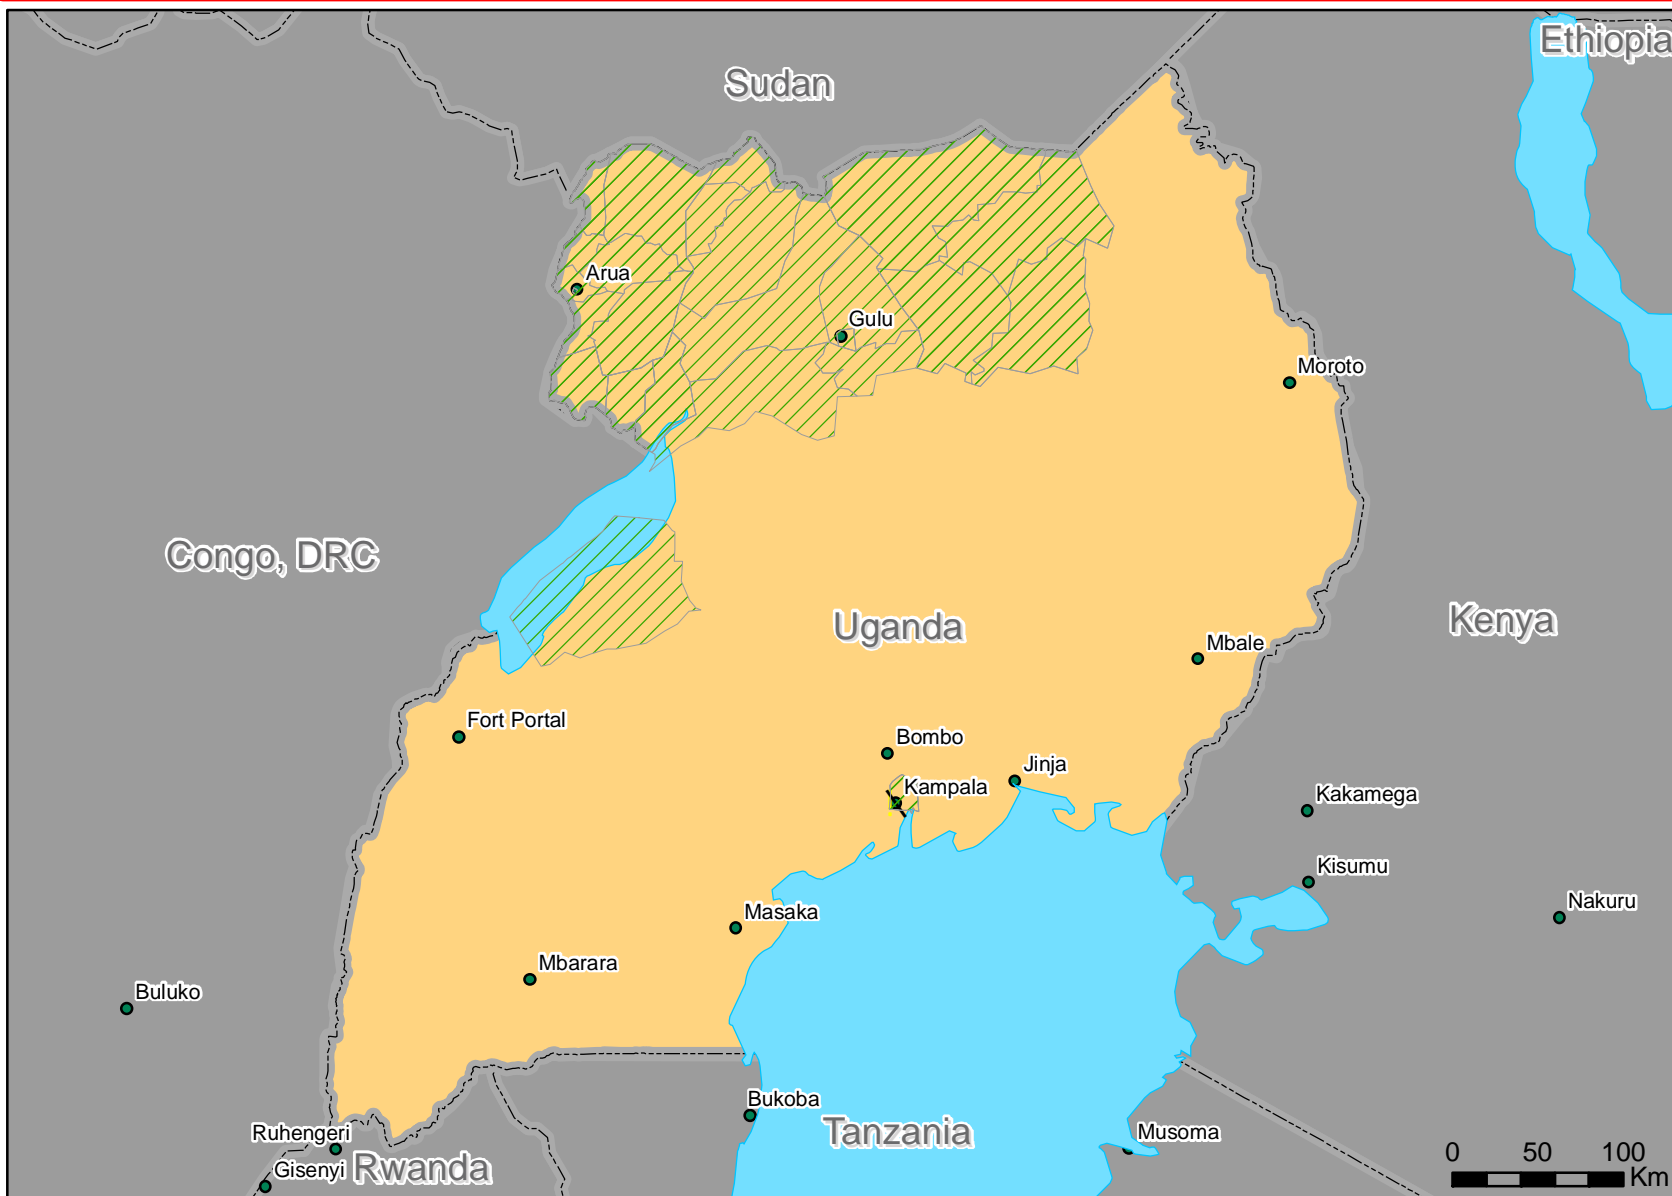 Ethiopia
Sudan
Arua
Gulu
Moroto
Congo, DRC
Uganda
Kenya
Mbale
Fort Portal
Bombo
Jinja
Kampala
Kakamega
Kisumu
Nakuru
Masaka
Mbarara
Buluko
Bukoba
Ruhengeri
Tanzania
Musoma
Gisenyi
Rwanda
0 50 100
Km